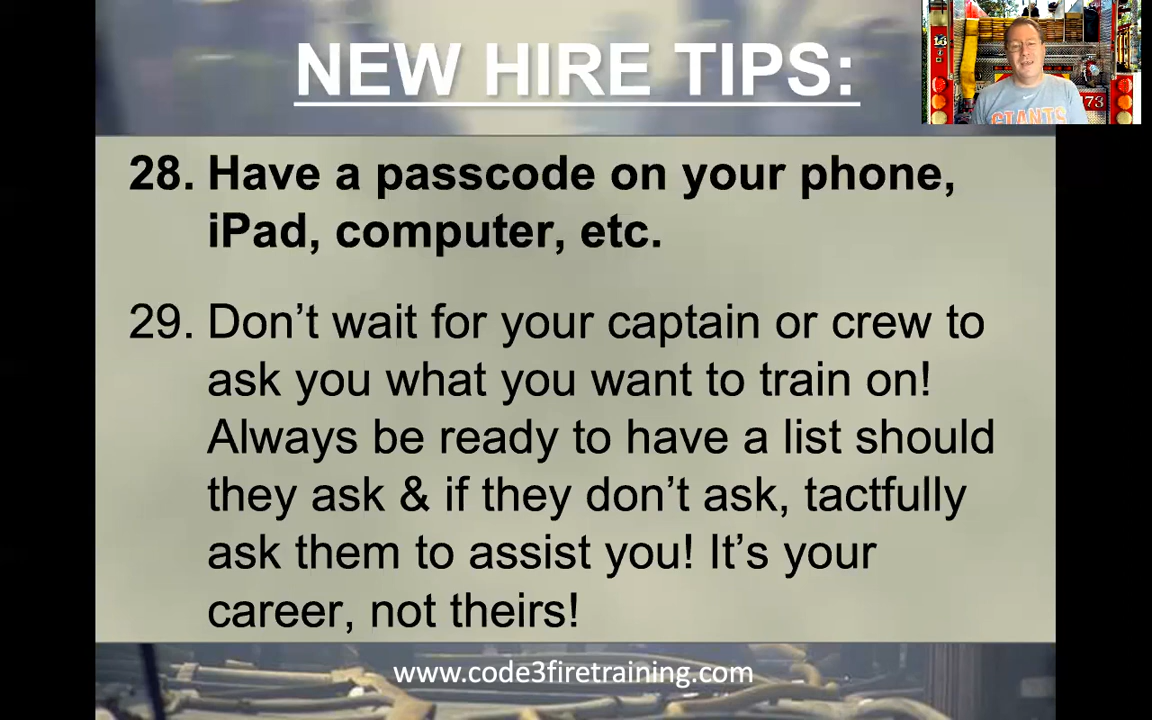 NEW HIRE TIPS:
28. Have a passcode on your phone,
iPad, computer, etc.
29. Don’t wait for your captain or crew to
ask you what you want to train on!
Always be ready to have a list should
they ask & if they don’t ask, tactfully
ask them to assist you! It’s your
career, not theirs!
www.code3firetraining.com
GIANTS
73